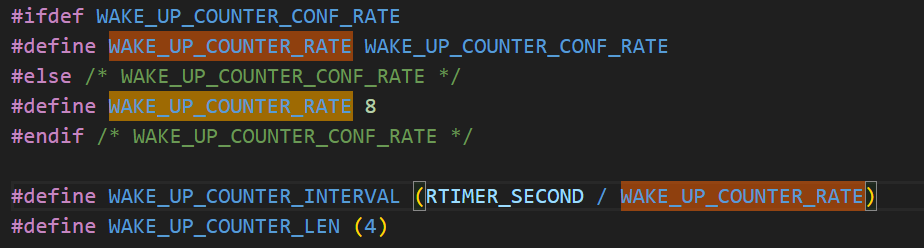 #ifdef WAKE_UP_COUNTER_CONF_RATE
#define WAKE_UP_COUNTER_RATE WAKE_UP_COUNTER_CONF_RATE
#else /* WAKE_UP_COUNTER_CONF_RATE */
#define WAKE_UP_COUNTER_RATE 8
#endif /* WAKE_UP_COUNTER_CONF_RATE */
#define WAKE_UP_COUNTER_INTERVAL (RTIMER_SECOND / WAKE_UP_COUNTER_RATE)
#define WAKE_UP_COUNTER_LEN (4)